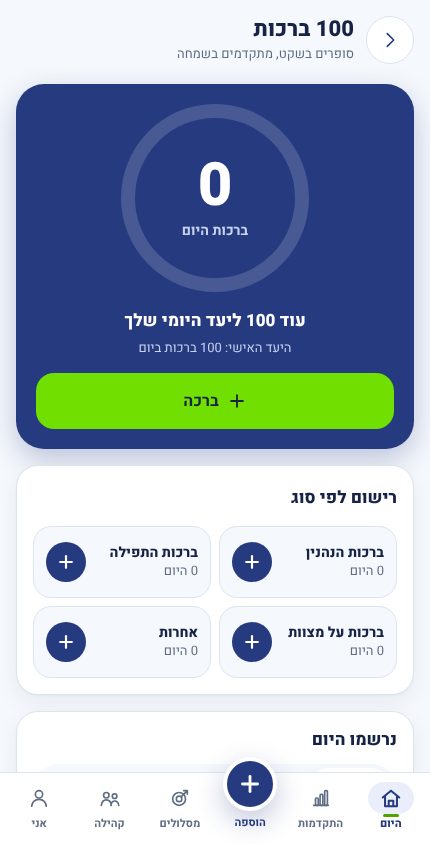 100 ברכות
סופרים בשקט, מתקדמים בשמחה
0
ברכות היום
עוד 100 ליעד היומי שלך
היעד האישי: 100 ברכות ביום
+ ברכה
רישום לפי סוג
ברכות הנהנין
0 היום
ברכות התפילה
0 היום
ברכות על מצוות
0 היום
אחרות
0 היום
נרשמו היום
היום
התקדמות
הוספה
מסלולים
קהילה
אני